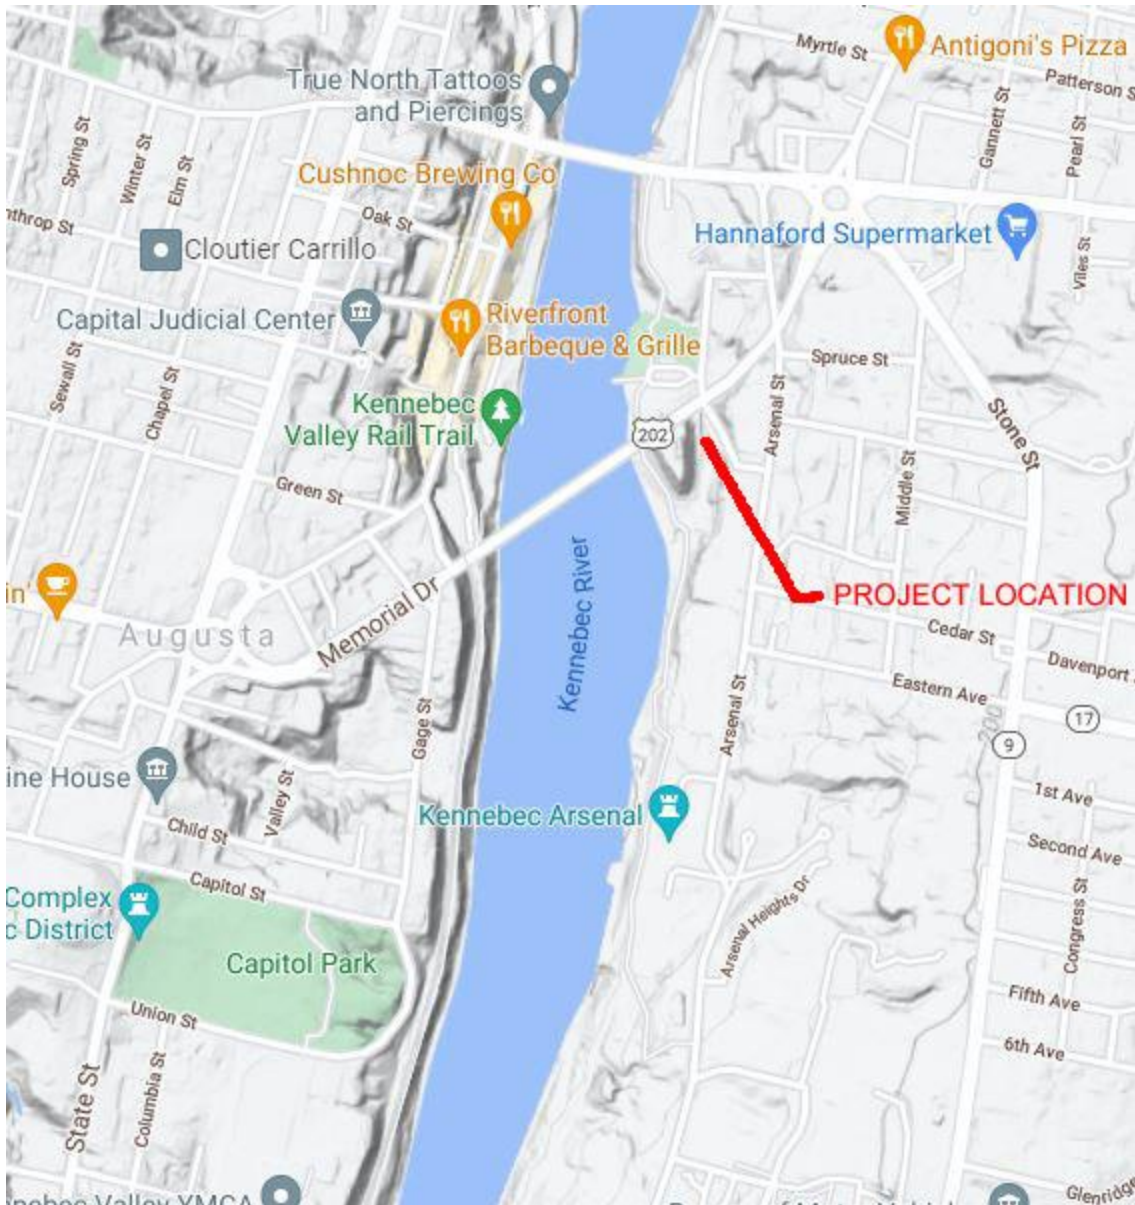 Myrtle St
Antigoni's Pizza
Patterson S
True North Tattoos
and Piercings
Spring St
Winter St
Elm St
Gannett St
Pearl St
Cushnoc Brewing Co
Oak St
nthrop St
Cloutier Carrillo
Hannaford Supermarket
Viles St
Capital Judicial Center
Riverfront
Barbeque & Grille
Spruce St
Sewall St
Chapel St
Kennebec
Valley Rail Trail
202
Arsenal St
Stone St
Middle St
Green St
Kennebec River
in'
PROJECT LOCATION
Memorial Dr
Augusta
Cedar St
Davenport
Eastern Ave
Arsenal St
Gage St
17
200
9
ine House
Valley St
1st Ave
Kennebec Arsenal
Child St
Second Ave
Capitol St
Complex
c District
Arsenal Heights Dr
Congress St
Capitol Park
Fifth Ave
Union St
6th Ave
State St
Columbia St
Glenridge
nnebec Valley YMCA